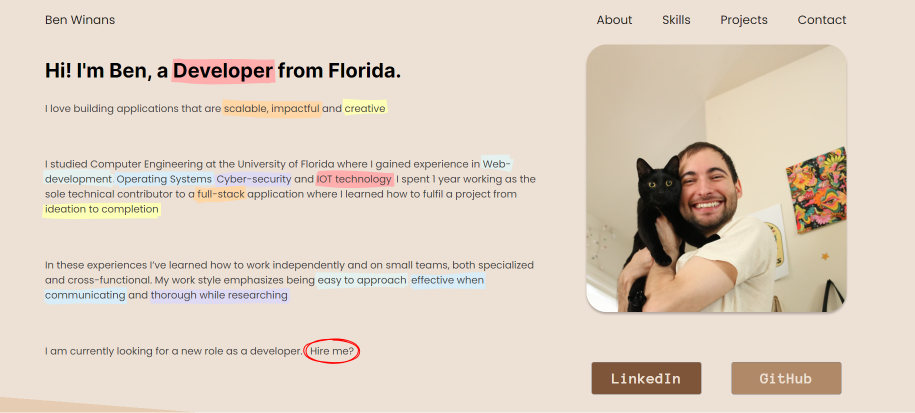 Ben Winans
About Skills Projects Contact
Hi! I'm Ben, a Developer from Florida.
I love building applications that are scalable, impactful and creative
I studied Computer Engineering at the University of Florida where I gained experience in Web-
development Operating Systems Cyber-security and IOT technology I spent 1 year working as the
sole technical contributor to a full-stack application where I learned how to fulfil a project from
ideation to completion
In these experiences I've learned how to work independently and on small teams, both specialized
and cross-functional. My work style emphasizes being easy to approach effective when
communicating and thorough while researching
I am currently looking for a new role as a developer. Hire me?
LinkedIn
GitHub